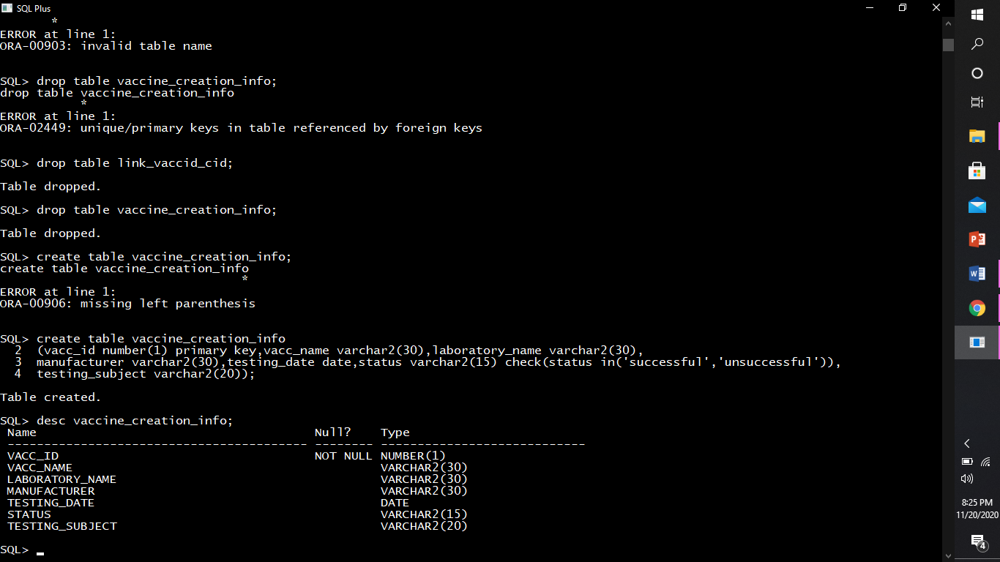 SQL Plus
*
ERROR at line 1:
ORA-00903: invalid table name
SQL> drop table vaccine_creation_info;
drop table vaccine_creation_info
*
ERROR at line 1:
ORA-02449: unique/primary keys in table referenced by foreign keys
SQL> drop table link_vaccid_cid;
Table dropped.
SQL> drop table vaccine_creation_info;
Table dropped.
SQL> create table vaccine_creation_info;
create table vaccine_creation_info
*
ERROR at line 1:
ORA-00906: missing left parenthesis
SQL> create table vaccine_creation_info
2 (vacc_id number(1) primary key,vacc_name varchar2(30),laboratory_name varchar2(30),
3 manufacturer varchar2(30),testing_date date,status varchar2(15) check(status in('successful','unsuccessful')),
4 testing_subject varchar2(20));
Table created.
SQL> desc vaccine_creation_info;
Name Null? Type
----------------------------------------- -------- ----------------------------
VACC_ID NOT NULL NUMBER(1)
VACC_NAME VARCHAR2(30)
LABORATORY_NAME VARCHAR2(30)
MANUFACTURER VARCHAR2(30)
TESTING_DATE DATE
STATUS VARCHAR2(15)
TESTING_SUBJECT VARCHAR2(20)
SQL>
8:25 PM
11/20/2020
4